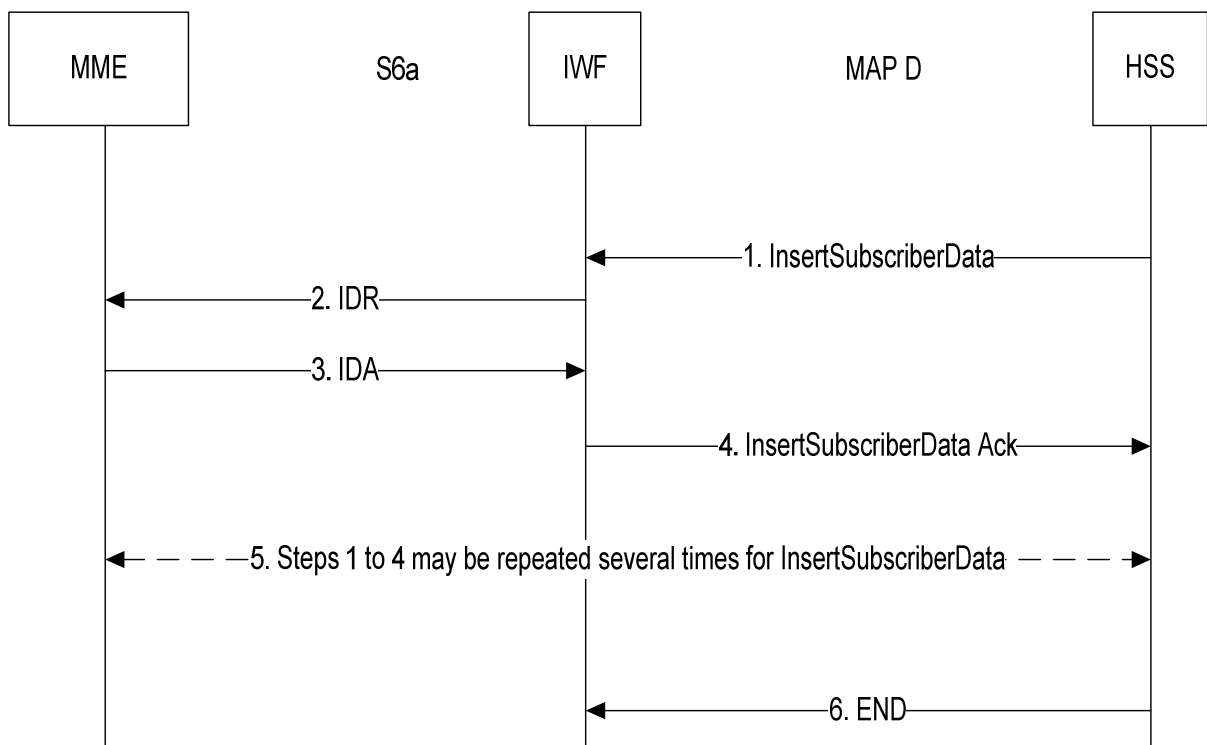 MME
S6a
IWF
MAP D
HSS
1. InsertSubscriberData
2. IDR
3. IDA
4. InsertSubscriberData Ack
5. Steps 1 to 4 may be repeated several times for InsertSubscriberData
6. END